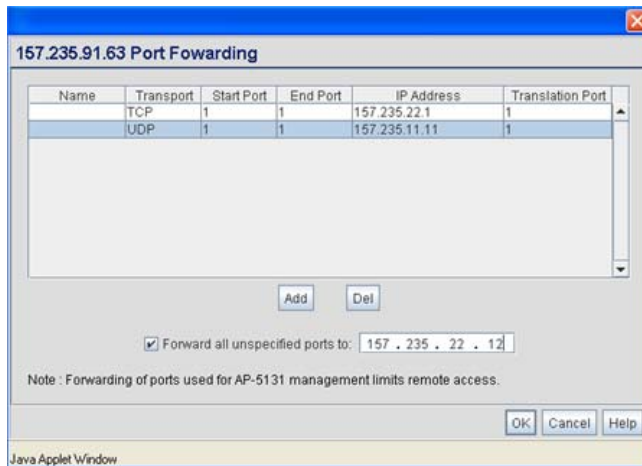 157.235.91.63 Port Fowarding
Name Transport Start Port End Port IP Address Translation Port
TCP 1 1 157.235.22.1 1
UDP 1 1 157.235.11.11 1
Add Del
Forward all unspecified ports to: 157 . 235 . 22 . 12
Note : Forwarding of ports used for AP-5131 management limits remote access.
OK Cancel Help
Java Applet Window